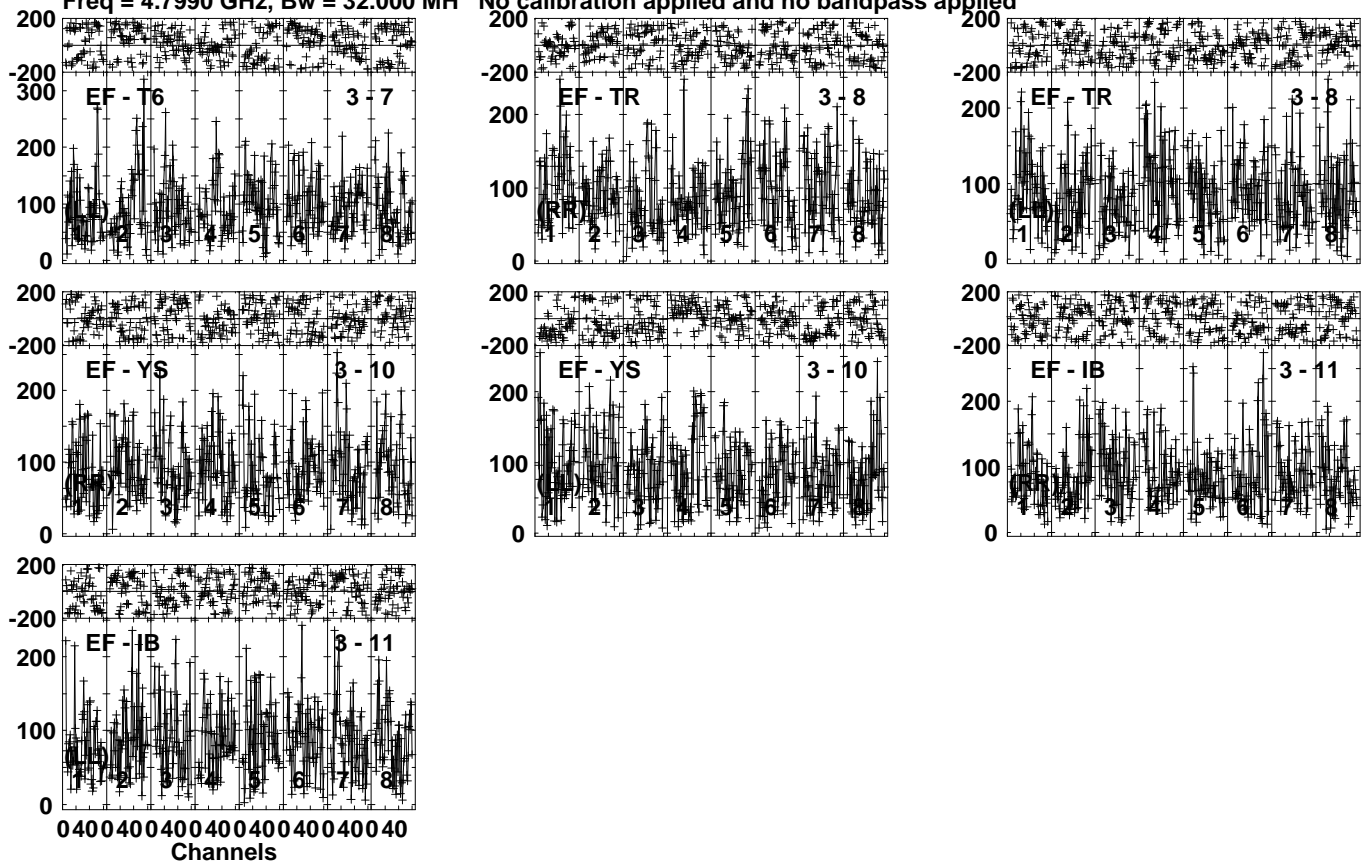 Freq = 4.7990 GHz, Bw = 32.000 MH No calibration applied and no bandpass applied
200
-200
300
200
100
0
EF - T6 3 - 7
(LL)
1 2 3 4 5 6 7 8
200
-200
200
100
0
EF - TR 3 - 8
(RR)
1 2 3 4 5 6 7 8
200
-200
200
100
0
EF - TR 3 - 8
(LL)
1 2 3 4 5 6 7 8
200
-200
200
100
0
EF - YS 3 - 10
(RR)
1 2 3 4 5 6 7 8
200
-200
200
100
0
EF - YS 3 - 10
(LL)
1 2 3 4 5 6 7 8
200
-200
200
100
0
EF - IB 3 - 11
(RR)
1 2 3 4 5 6 7 8
200
-200
200
100
0
EF - IB 3 - 11
(LL)
1 2 3 4 5 6 7 8
0 40 0 40 0 40 0 40 0 40 0 40 0 40 0 40
Channels